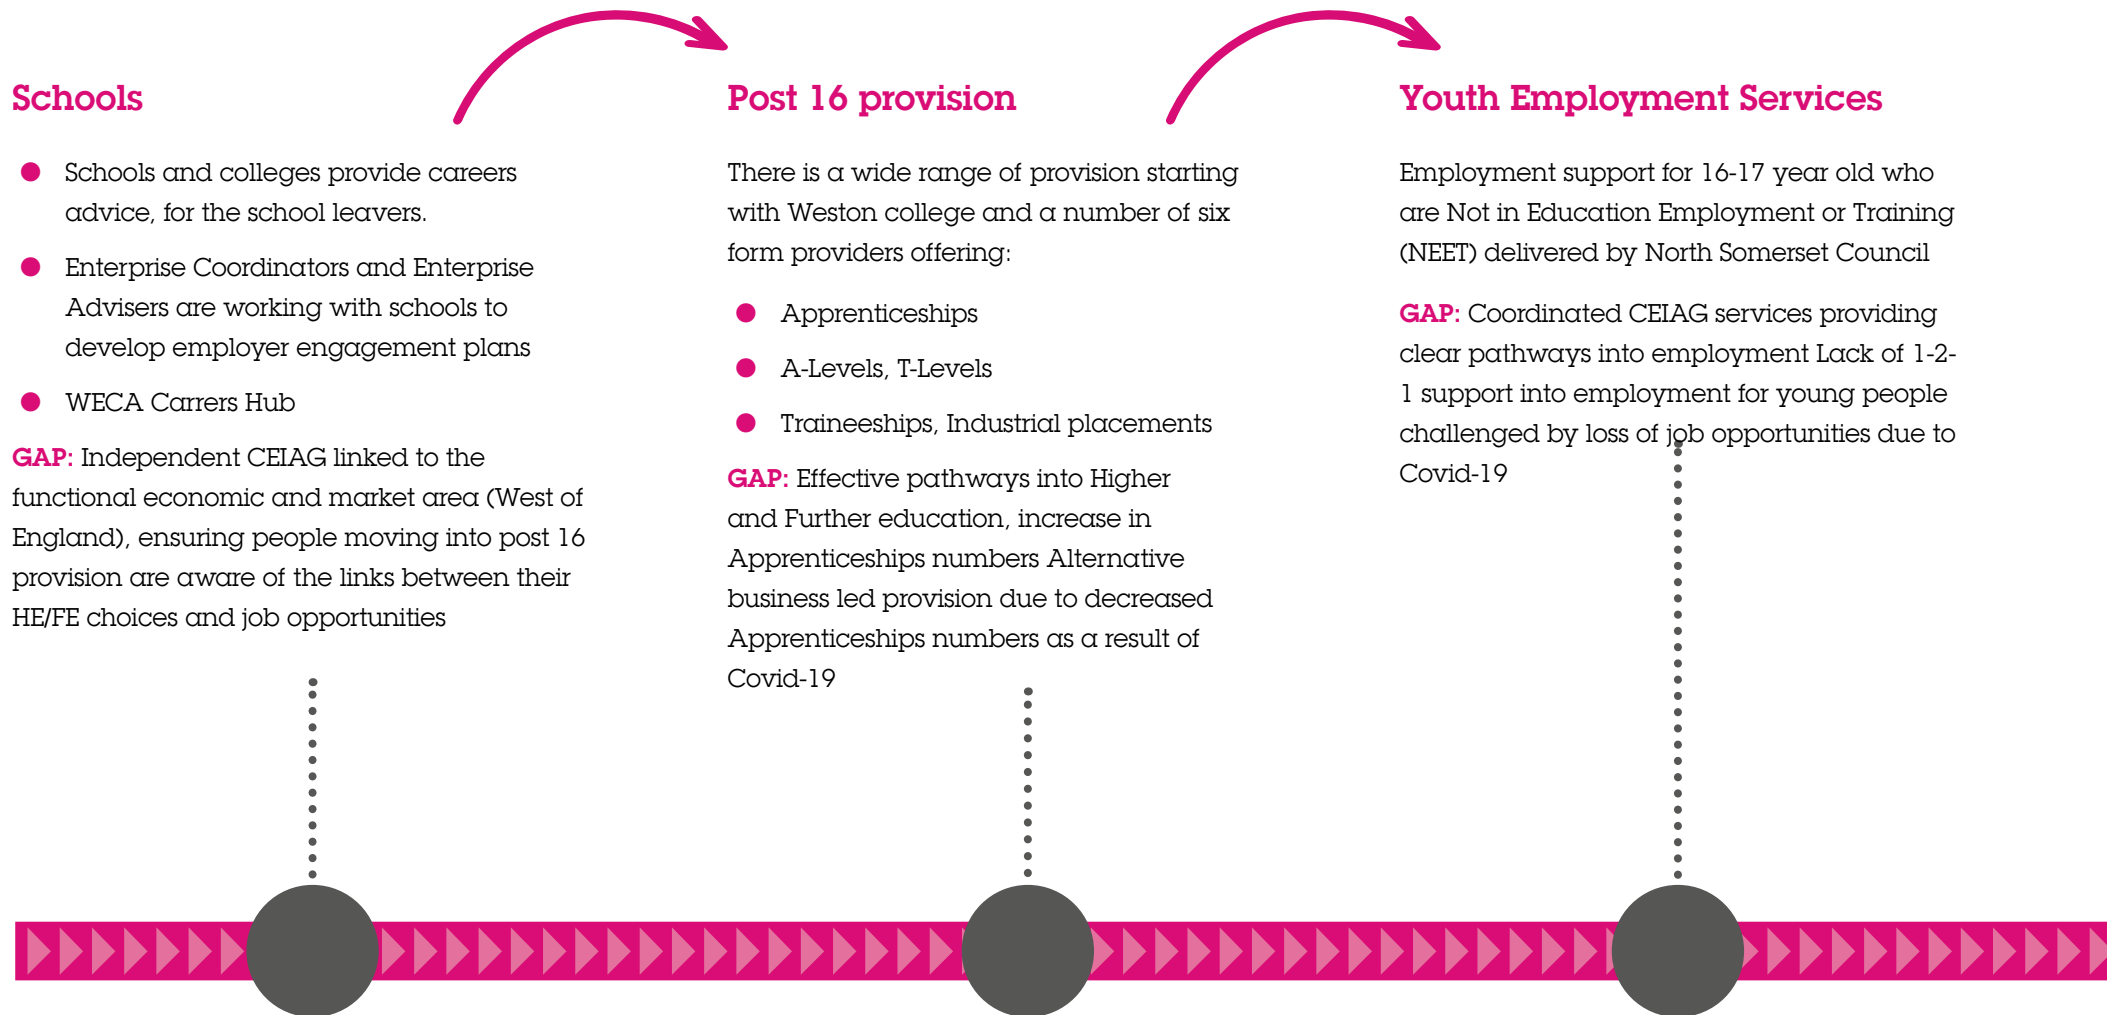 Schools
Schools and colleges provide careers
advice, for the school leavers.
Enterprise Coordinators and Enterprise
Advisers are working with schools to
develop employer engagement plans
WECA Carrers Hub
GAP: Independent CEIAG linked to the
functional economic and market area (West of
England), ensuring people moving into post 16
provision are aware of the links between their
HE/FE choices and job opportunities
Post 16 provision
There is a wide range of provision starting
with Weston college and a number of six
form providers offering:
Apprenticeships
A-Levels, T-Levels
Traineeships, Industrial placements
GAP: Effective pathways into Higher
and Further education, increase in
Apprenticeships numbers Alternative
business led provision due to decreased
Apprenticeships numbers as a result of
Covid-19
Youth Employment Services
Employment support for 16-17 year old who
are Not in Education Employment or Training
(NEET) delivered by North Somerset Council
GAP: Coordinated CEIAG services providing
clear pathways into employment Lack of 1-2-
1 support into employment for young people
challenged by loss of job opportunities due to
Covid-19